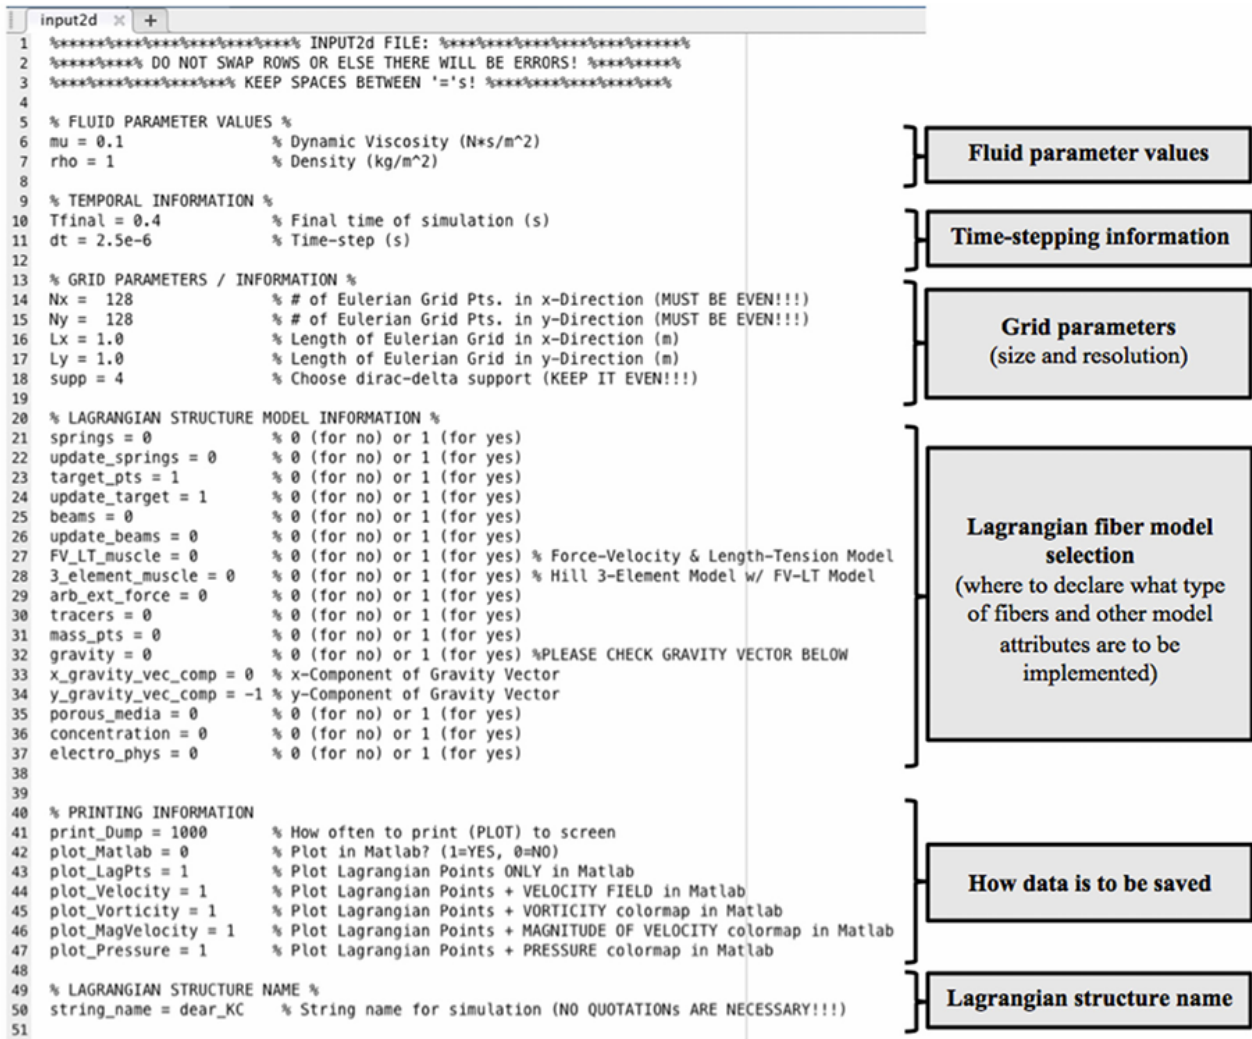 input2d × +
1 %*****%***%***%***%***%***% INPUT2d FILE: %***%***%***%***%***%*****%
2 %****%***% DO NOT SWAP ROWS OR ELSE THERE WILL BE ERRORS! %***%****%
3 %***%***%***%***%**% KEEP SPACES BETWEEN '='s! %***%***%***%***%***%
4
5 % FLUID PARAMETER VALUES %
6 mu = 0.1 % Dynamic Viscosity (N*s/m^2)
7 rho = 1 % Density (kg/m^2)
8
9 % TEMPORAL INFORMATION %
10 Tfinal = 0.4 % Final time of simulation (s)
11 dt = 2.5e-6 % Time-step (s)
12
13 % GRID PARAMETERS / INFORMATION %
14 Nx = 128 % # of Eulerian Grid Pts. in x-Direction (MUST BE EVEN!!!)
15 Ny = 128 % # of Eulerian Grid Pts. in y-Direction (MUST BE EVEN!!!)
16 Lx = 1.0 % Length of Eulerian Grid in x-Direction (m)
17 Ly = 1.0 % Length of Eulerian Grid in y-Direction (m)
18 supp = 4 % Choose dirac-delta support (KEEP IT EVEN!!!)
19
20 % LAGRANGIAN STRUCTURE MODEL INFORMATION %
21 springs = 0 % 0 (for no) or 1 (for yes)
22 update_springs = 0 % 0 (for no) or 1 (for yes)
23 target_pts = 1 % 0 (for no) or 1 (for yes)
24 update_target = 1 % 0 (for no) or 1 (for yes)
25 beams = 0 % 0 (for no) or 1 (for yes)
26 update_beams = 0 % 0 (for no) or 1 (for yes)
27 FV_LT_muscle = 0 % 0 (for no) or 1 (for yes) % Force-Velocity & Length-Tension Model
28 3_element_muscle = 0 % 0 (for no) or 1 (for yes) % Hill 3-Element Model w/ FV-LT Model
29 arb_ext_force = 0 % 0 (for no) or 1 (for yes)
30 tracers = 0 % 0 (for no) or 1 (for yes)
31 mass_pts = 0 % 0 (for no) or 1 (for yes)
32 gravity = 0 % 0 (for no) or 1 (for yes) %PLEASE CHECK GRAVITY VECTOR BELOW
33 x_gravity_vec_comp = 0 % x-Component of Gravity Vector
34 y_gravity_vec_comp = -1 % y-Component of Gravity Vector
35 porous_media = 0 % 0 (for no) or 1 (for yes)
36 concentration = 0 % 0 (for no) or 1 (for yes)
37 electro_phys = 0 % 0 (for no) or 1 (for yes)
38
39
40 % PRINTING INFORMATION
41 print_Dump = 1000 % How often to print (PLOT) to screen
42 plot_Matlab = 0 % Plot in Matlab? (1=YES, 0=NO)
43 plot_LagPts = 1 % Plot Lagrangian Points ONLY in Matlab
44 plot_Velocity = 1 % Plot Lagrangian Points + VELOCITY FIELD in Matlab
45 plot_Vorticity = 1 % Plot Lagrangian Points + VORTICITY colormap in Matlab
46 plot_MagVelocity = 1 % Plot Lagrangian Points + MAGNITUDE OF VELOCITY colormap in Matlab
47 plot_Pressure = 1 % Plot Lagrangian Points + PRESSURE colormap in Matlab
48
49 % LAGRANGIAN STRUCTURE NAME %
50 string_name = dear_KC % String name for simulation (NO QUOTATIONs ARE NECESSARY!!!)
51
Fluid parameter values
Time-stepping information
Grid parameters
(size and resolution)
Lagrangian fiber model
selection
(where to declare what type
of fibers and other model
attributes are to be
implemented)
How data is to be saved
Lagrangian structure name